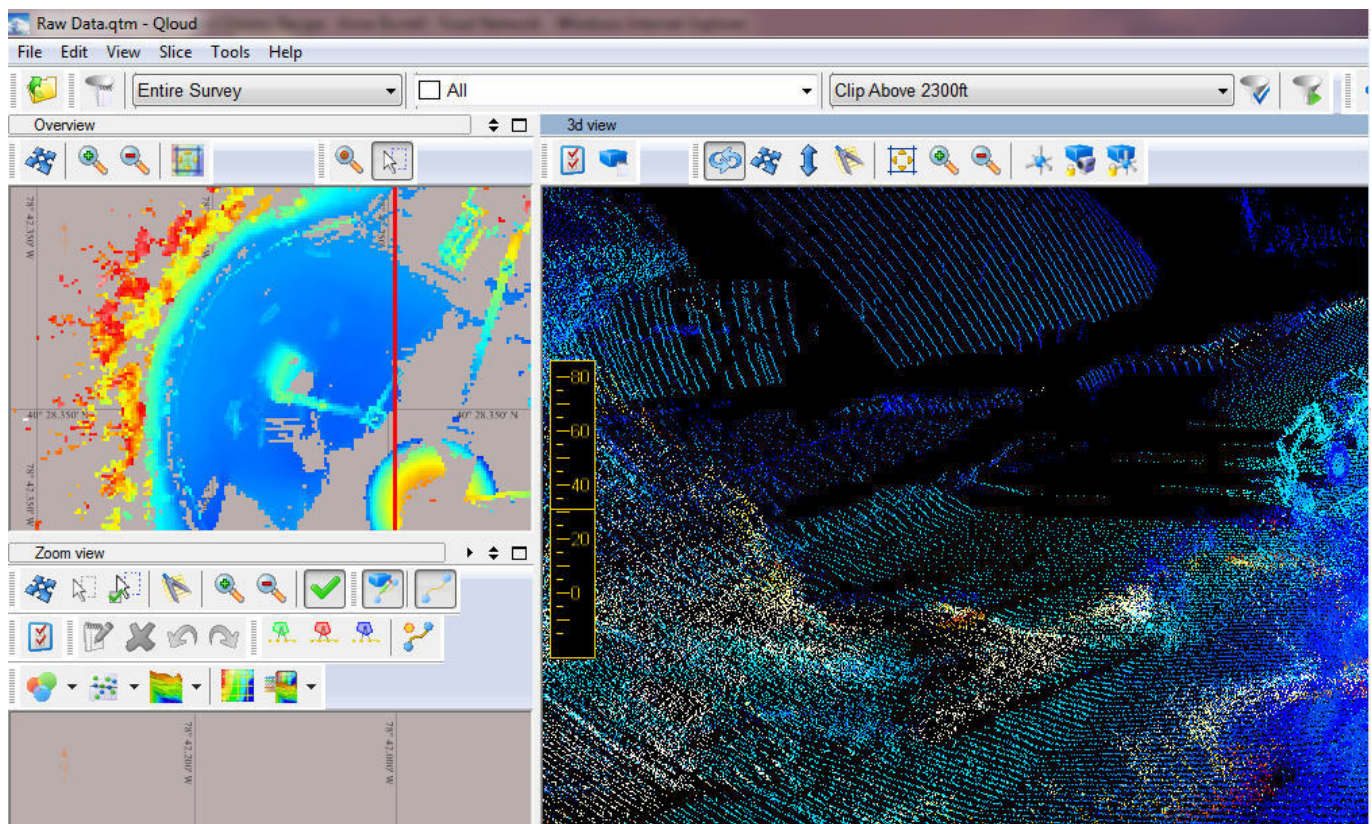 Raw Data.qtm - Qloud
File Edit View Slice Tools Help
Entire Survey All Clip Above 2300ft
Overview
3d view
78° 42.350' W
40° 28.350' N
40° 28.350' N
78° 42.350' W
80
60
40
20
0
Zoom view
78° 42.200' W
78° 42.000' W